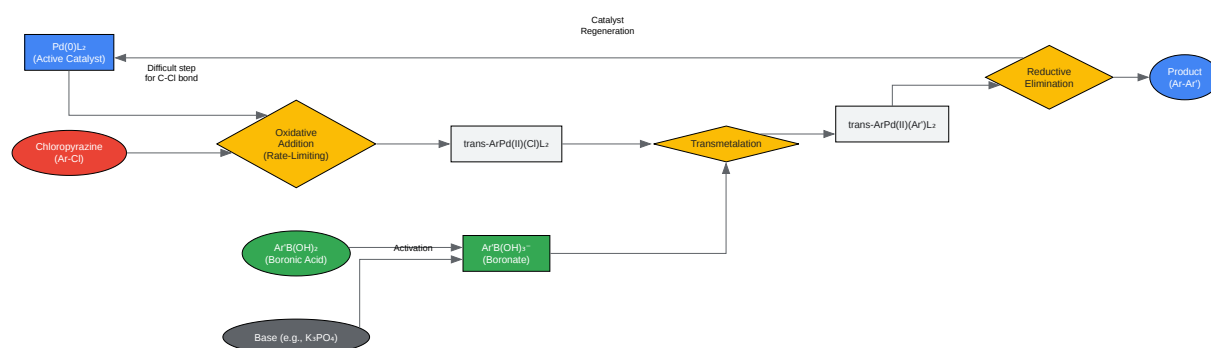 Catalyst
Regeneration
Pd(0)L₂
(Active Catalyst)
Difficult step
for C-Cl bond
Reductive
Elimination
Product
(Ar-Ar')
Chloropyrazine
(Ar-Cl)
Oxidative
Addition
(Rate-Limiting)
trans-ArPd(II)(Cl)L₂
Transmetalation
trans-ArPd(II)(Ar')L₂
Ar'B(OH)₂
(Boronic Acid)
Activation
Ar'B(OH)₃⁻
(Boronate)
Base (e.g., K₃PO₄)